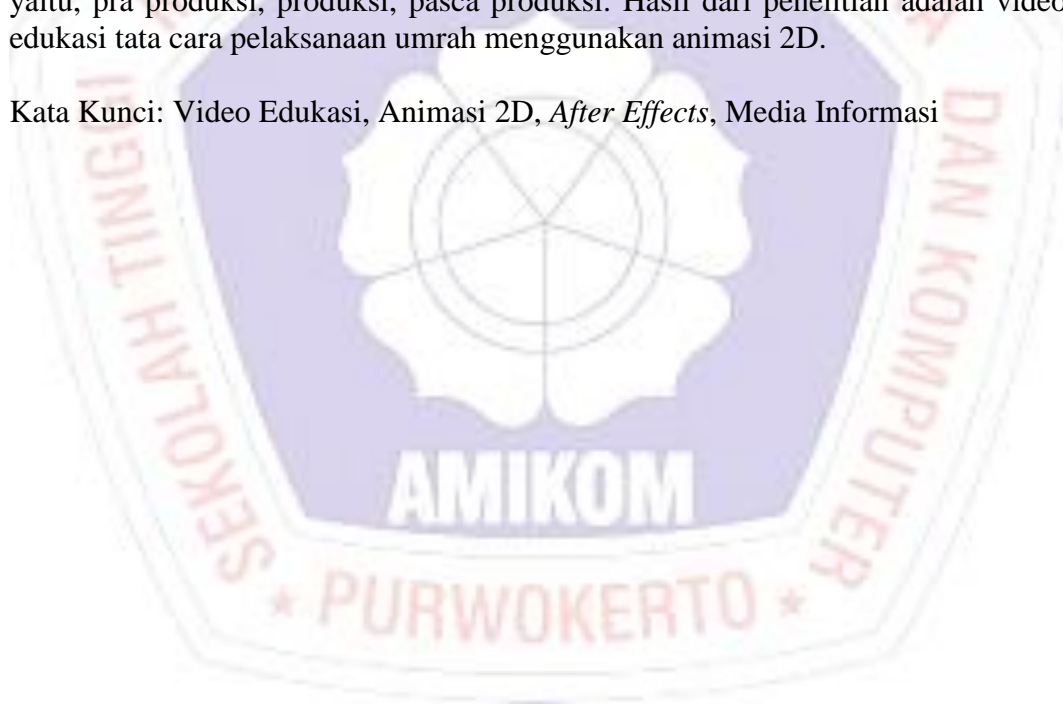 yaitu, pra produksi, produksi, pasca produksi. Hasil dari penelitian adalah video
edukasi tata cara pelaksanaan umrah menggunakan animasi 2D.
Kata Kunci: Video Edukasi, Animasi 2D, After Effects, Media Informasi
SEKOLAH TINGGI
DAN KOMPUTER
AMIKOM
* PURWOKERTO *